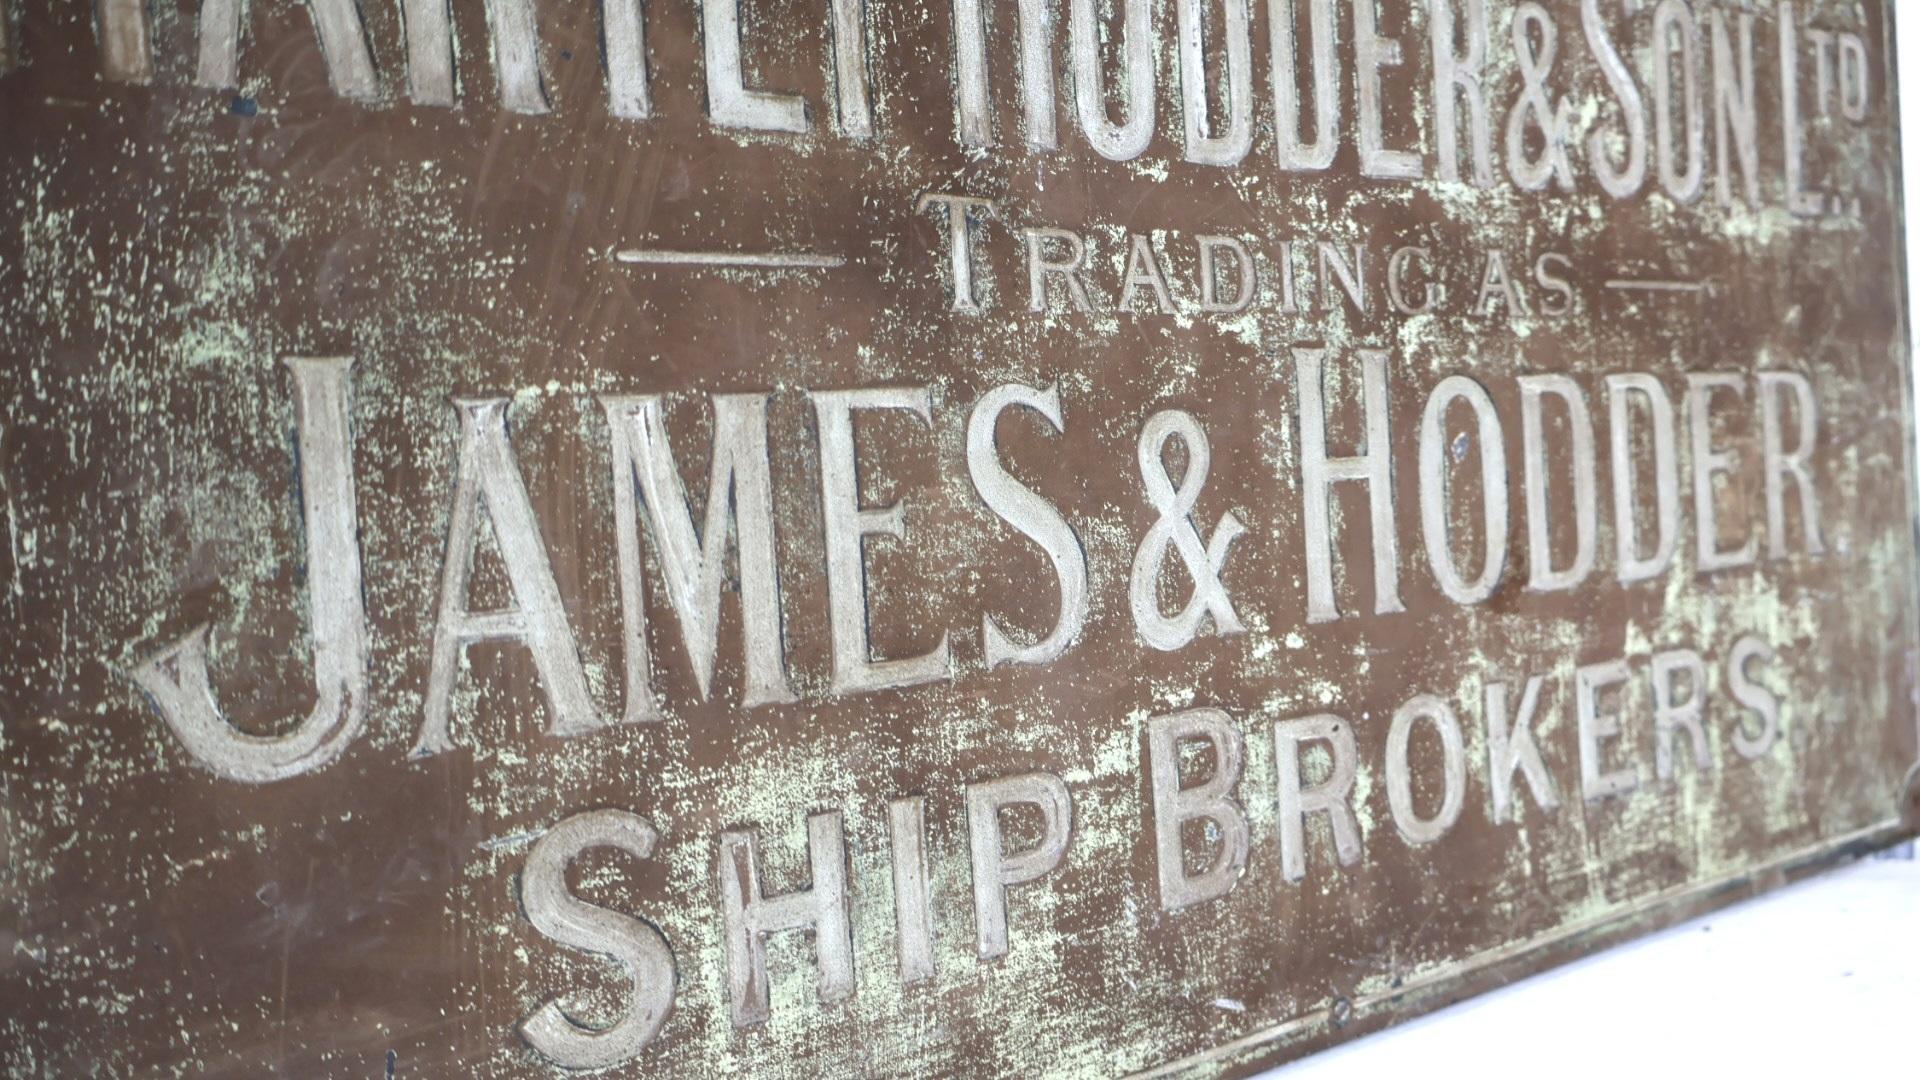 Hodder & Son Ltd
— Trading as —
James & Hodder.
Ship Brokers.